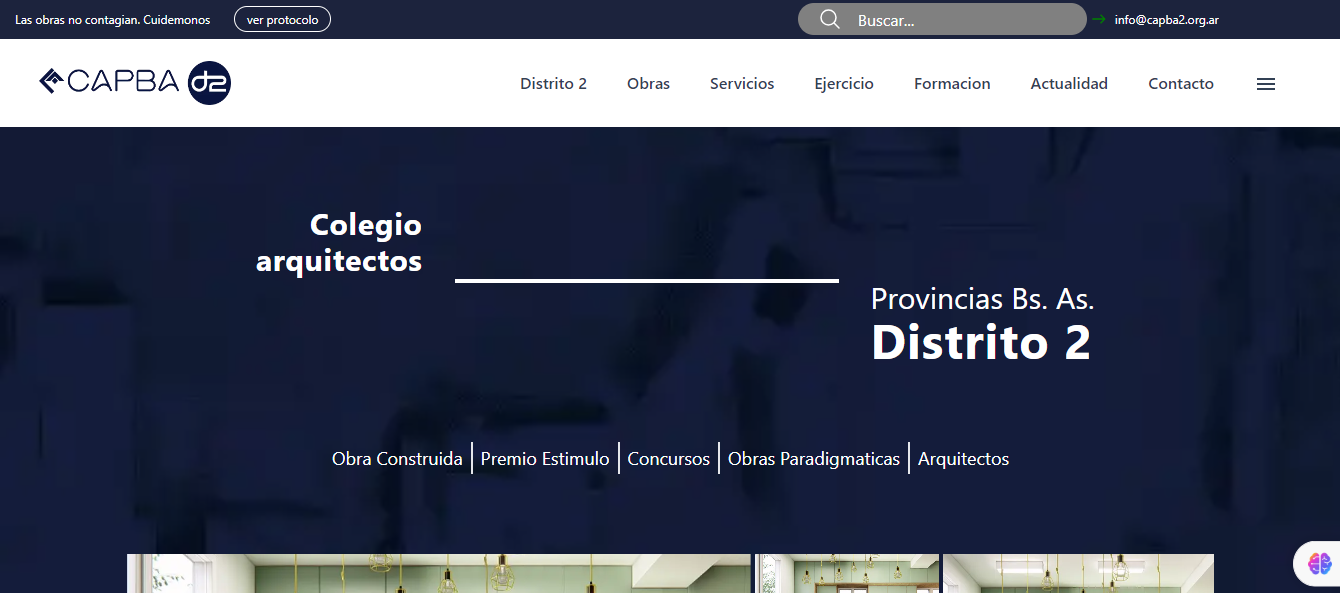 Las obras no contagian. Cuidemonos
ver protocolo
Buscar...
info@capba2.org.ar
CAPBA d2
Distrito 2
Obras
Servicios
Ejercicio
Formacion
Actualidad
Contacto
Colegio
arquitectos
Provincias Bs. As.
Distrito 2
Obra Construida
Premio Estimulo
Concursos
Obras Paradigmaticas
Arquitectos